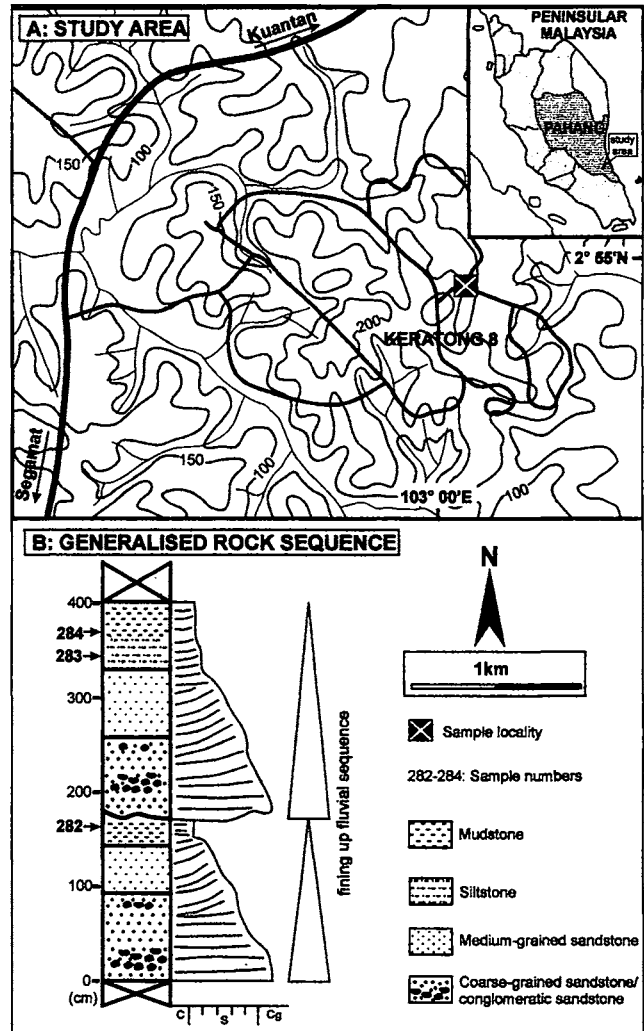 A: STUDY AREA
Kuantan
PENINSULAR
MALAYSIA
PAHANG
study
area
150
100
150
2° 55'N
200
KERATONG 8
150
100
Segamat
103° 00'E
100
B: GENERALISED ROCK SEQUENCE
400
284
283
300
200
282
100
0
(cm)
C
S
Cg
fining up fluvial sequence
N
1km
Sample locality
282-284: Sample numbers
Mudstone
Siltstone
Medium-grained sandstone
Coarse-grained sandstone/
conglomeratic sandstone